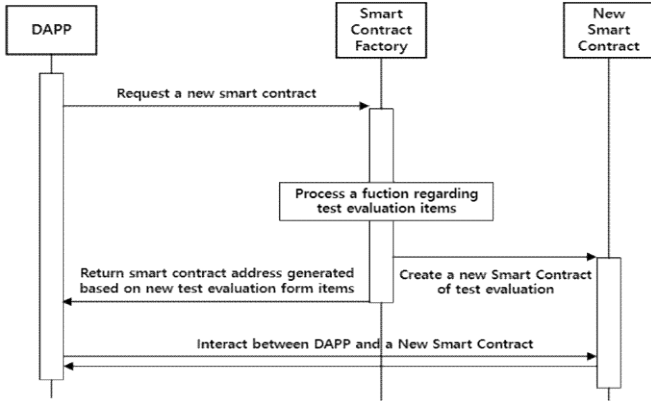 DAPP
Smart
Contract
Factory
New
Smart
Contract
Request a new smart contract
Process a fuction regarding
test evaluation items
Return smart contract address generated
based on new test evaluation form items
Create a new Smart Contract
of test evaluation
Interact between DAPP and a New Smart Contract